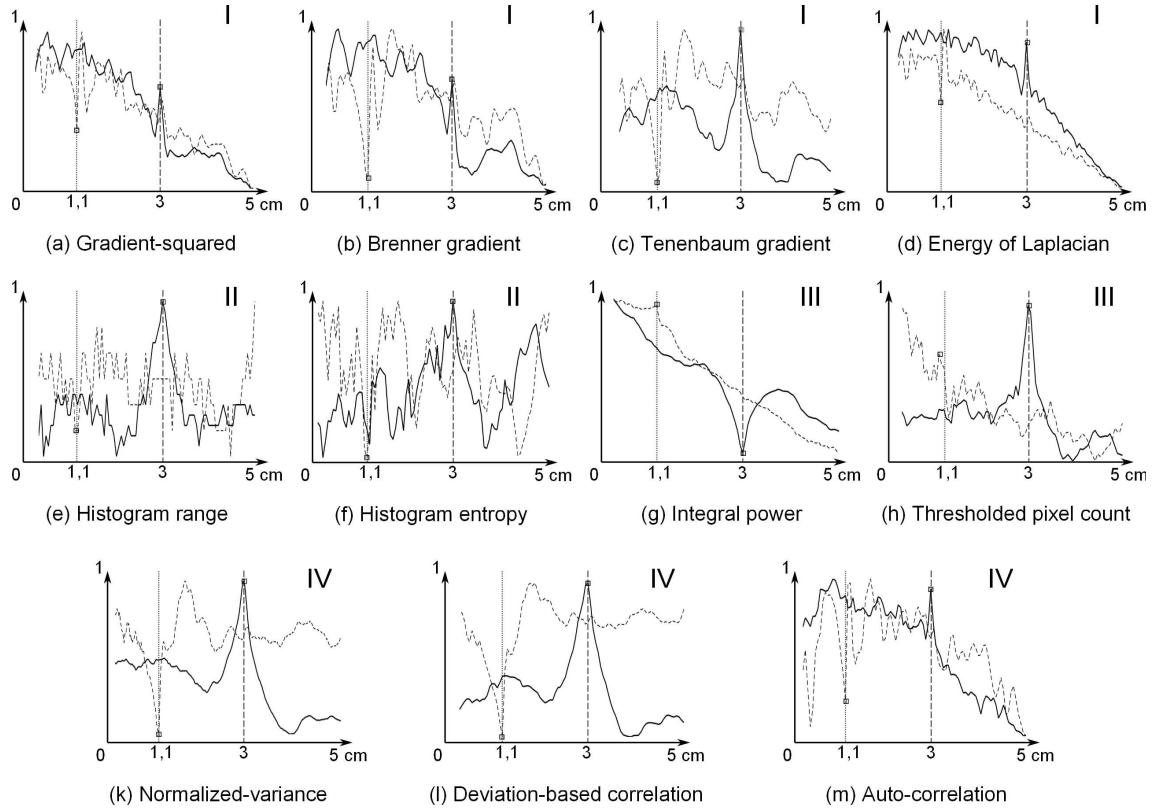 1 I 1 I 1 I 1 I
0 1,1 3 5 cm 0 1,1 3 5 cm 0 1,1 3 5 cm 0 1,1 3 5 cm
(a) Gradient-squared (b) Brenner gradient (c) Tenenbaum gradient (d) Energy of Laplacian
1 II 1 II 1 III 1 III
0 1,1 3 5 cm 0 1,1 3 5 cm 0 1,1 3 5 cm 0 1,1 3 5 cm
(e) Histogram range (f) Histogram entropy (g) Integral power (h) Thresholded pixel count
1 IV 1 IV 1 IV
0 1,1 3 5 cm 0 1,1 3 5 cm 0 1,1 3 5 cm
(k) Normalized-variance (l) Deviation-based correlation (m) Auto-correlation